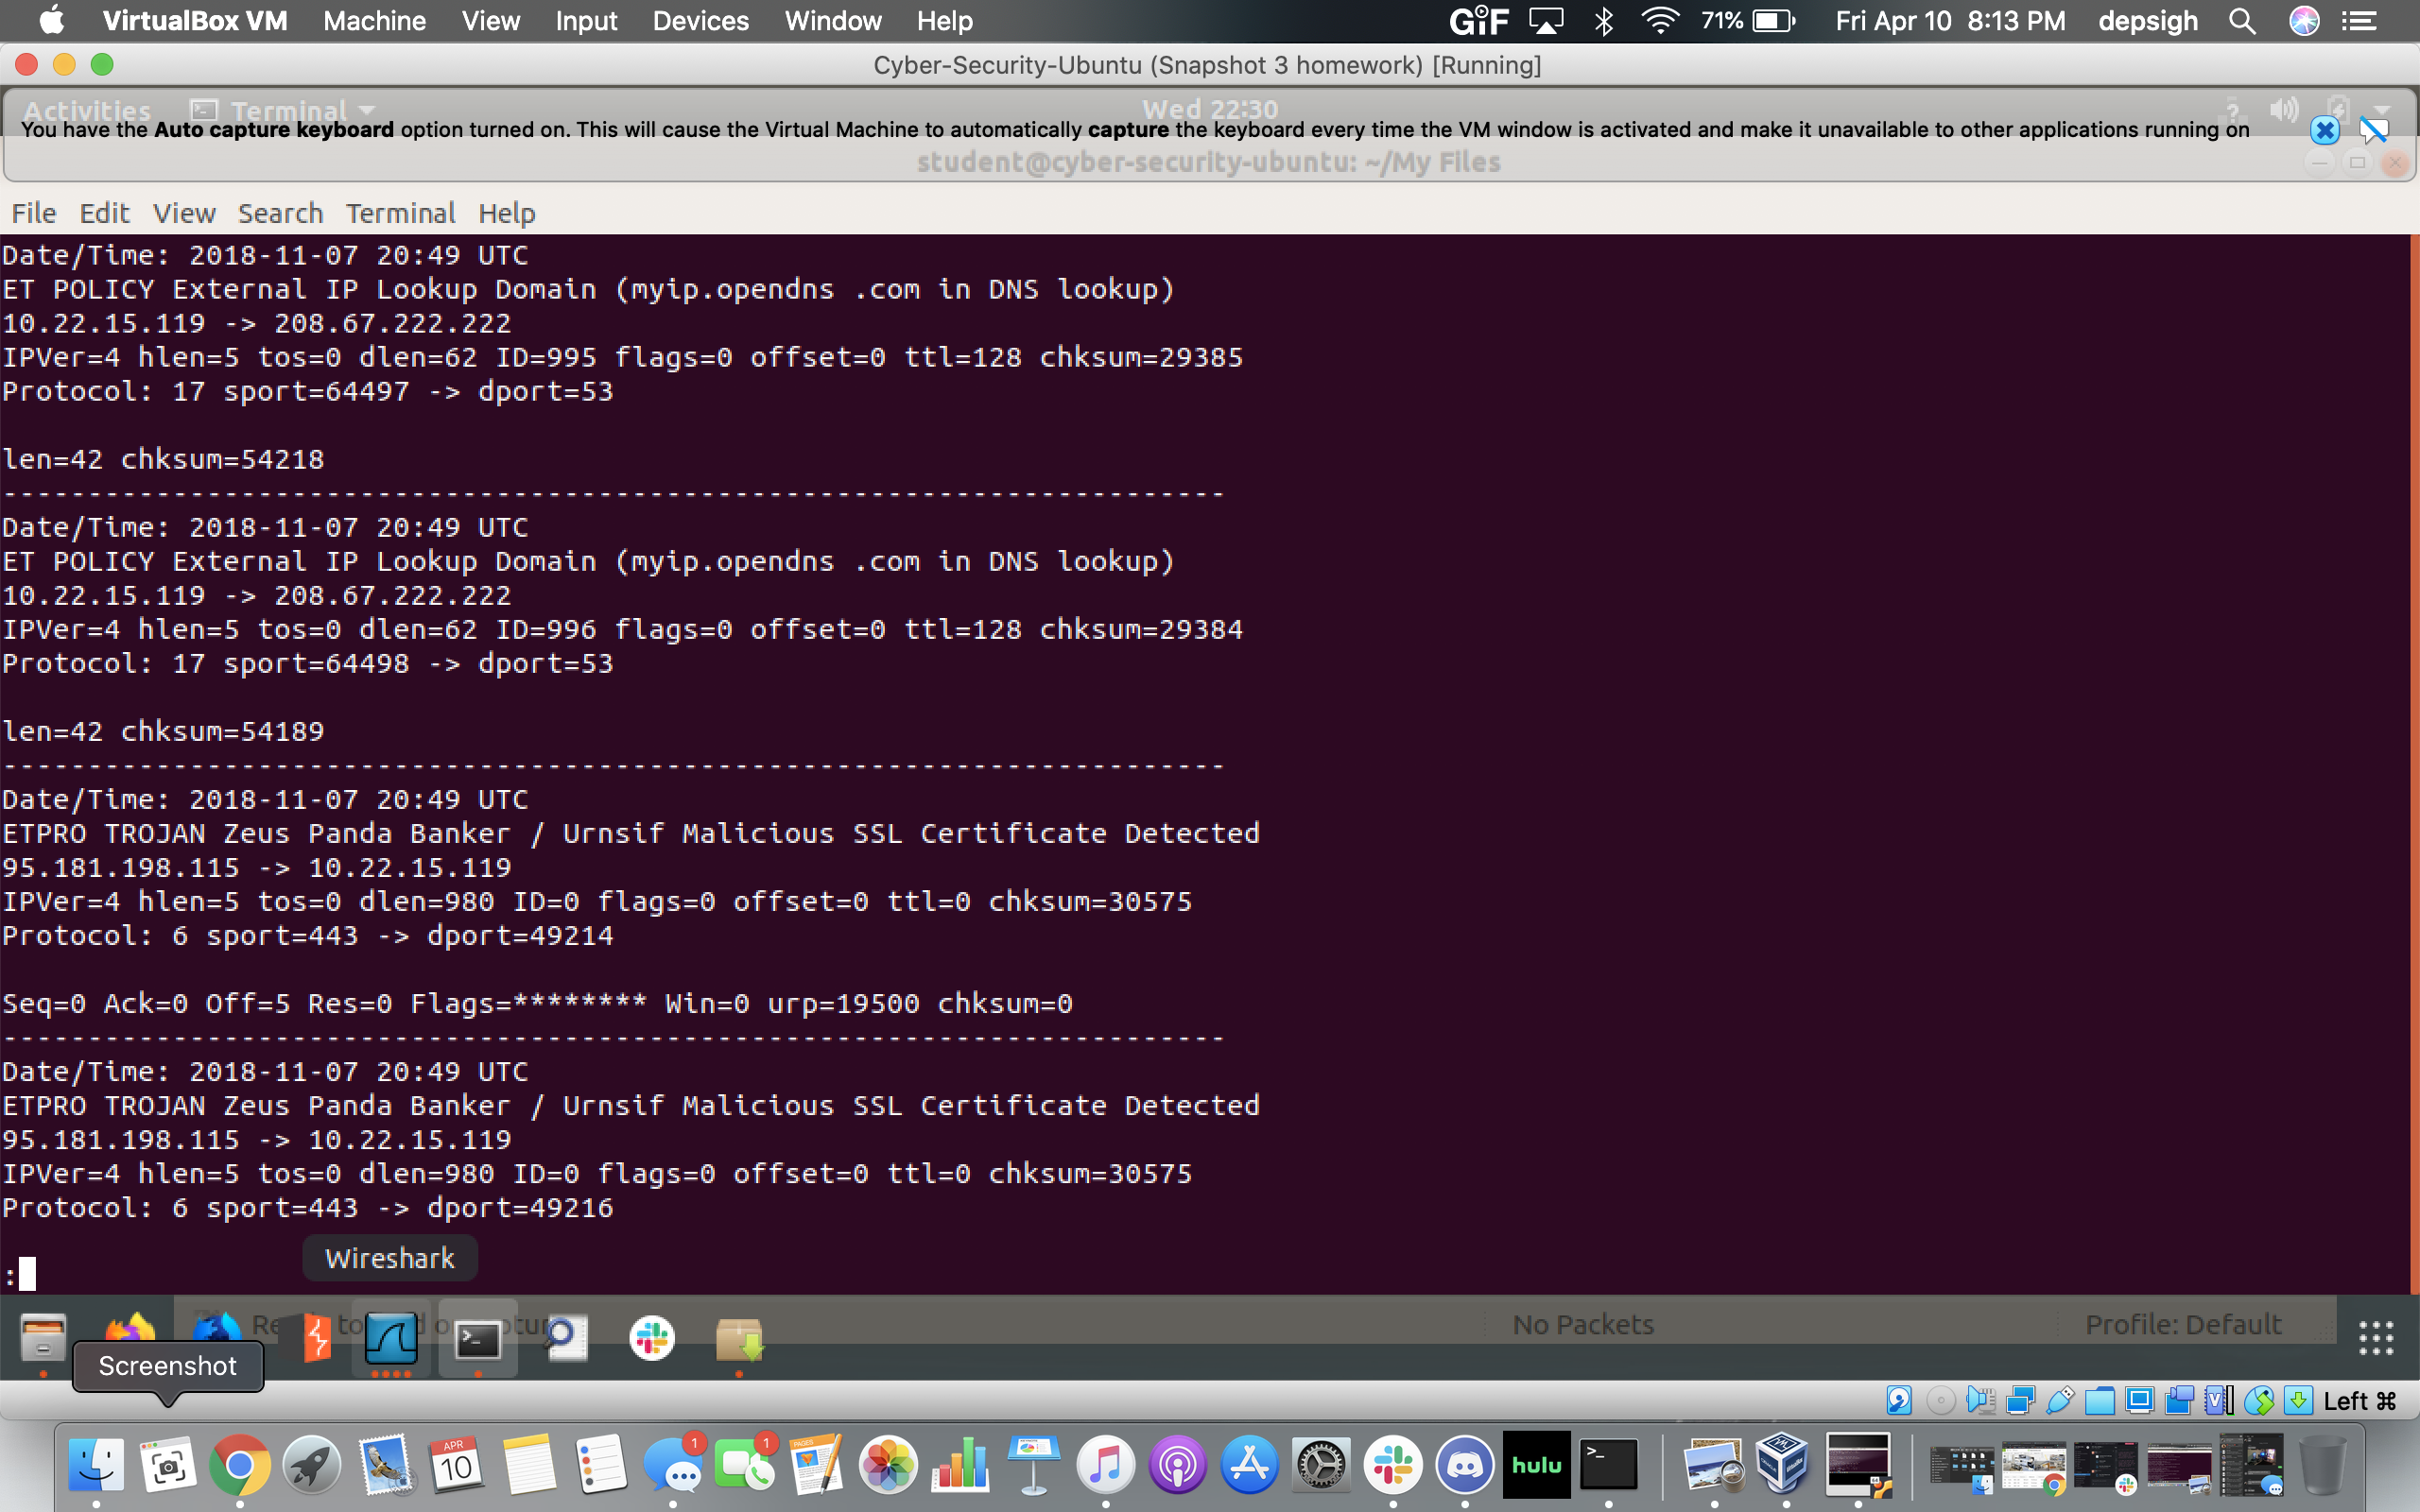 VirtualBox VM Machine View Input Devices Window Help GIF 71% Fri Apr 10 8:13 PM depsigh
Cyber-Security-Ubuntu (Snapshot 3 homework) [Running]
Activities Terminal Wed 22:30
You have the Auto capture keyboard option turned on. This will cause the Virtual Machine to automatically capture the keyboard every time the VM window is activated and make it unavailable to other applications running on
student@cyber-security-ubuntu: ~/My Files
File Edit View Search Terminal Help
Date/Time: 2018-11-07 20:49 UTC
ET POLICY External IP Lookup Domain (myip.opendns .com in DNS lookup)
10.22.15.119 -> 208.67.222.222
IPVer=4 hlen=5 tos=0 dlen=62 ID=995 flags=0 offset=0 ttl=128 chksum=29385
Protocol: 17 sport=64497 -> dport=53
len=42 chksum=54218
------------------------------------------------------------------------
Date/Time: 2018-11-07 20:49 UTC
ET POLICY External IP Lookup Domain (myip.opendns .com in DNS lookup)
10.22.15.119 -> 208.67.222.222
IPVer=4 hlen=5 tos=0 dlen=62 ID=996 flags=0 offset=0 ttl=128 chksum=29384
Protocol: 17 sport=64498 -> dport=53
len=42 chksum=54189
------------------------------------------------------------------------
Date/Time: 2018-11-07 20:49 UTC
ETPRO TROJAN Zeus Panda Banker / Urnsif Malicious SSL Certificate Detected
95.181.198.115 -> 10.22.15.119
IPVer=4 hlen=5 tos=0 dlen=980 ID=0 flags=0 offset=0 ttl=0 chksum=30575
Protocol: 6 sport=443 -> dport=49214
Seq=0 Ack=0 Off=5 Res=0 Flags=******** Win=0 urp=19500 chksum=0
------------------------------------------------------------------------
Date/Time: 2018-11-07 20:49 UTC
ETPRO TROJAN Zeus Panda Banker / Urnsif Malicious SSL Certificate Detected
95.181.198.115 -> 10.22.15.119
IPVer=4 hlen=5 tos=0 dlen=980 ID=0 flags=0 offset=0 ttl=0 chksum=30575
Protocol: 6 sport=443 -> dport=49216
Wireshark
:
No Packets Profile: Default
Screenshot
Left ⌘
APR
10
1
1
PAGES
hulu